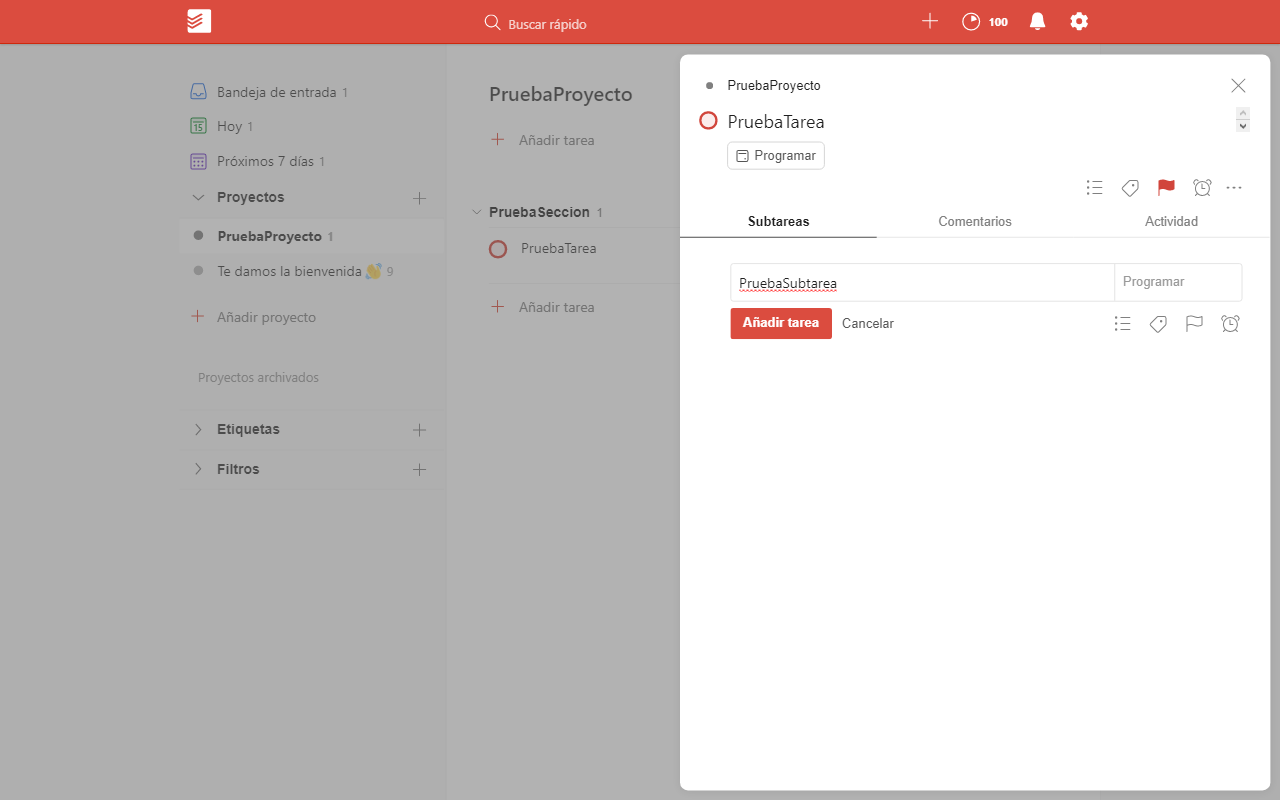 Buscar rápido
100
Bandeja de entrada 1
15
Hoy 1
Próximos 7 días 1
Proyectos
PruebaProyecto 1
Te damos la bienvenida 👋 9
Añadir proyecto
Proyectos archivados
Etiquetas
Filtros
PruebaProyecto
Añadir tarea
PruebaSeccion 1
PruebaTarea
Añadir tarea
PruebaProyecto
PruebaTarea
Programar
Subtareas Comentarios Actividad
PruebaSubtarea Programar
Añadir tarea Cancelar